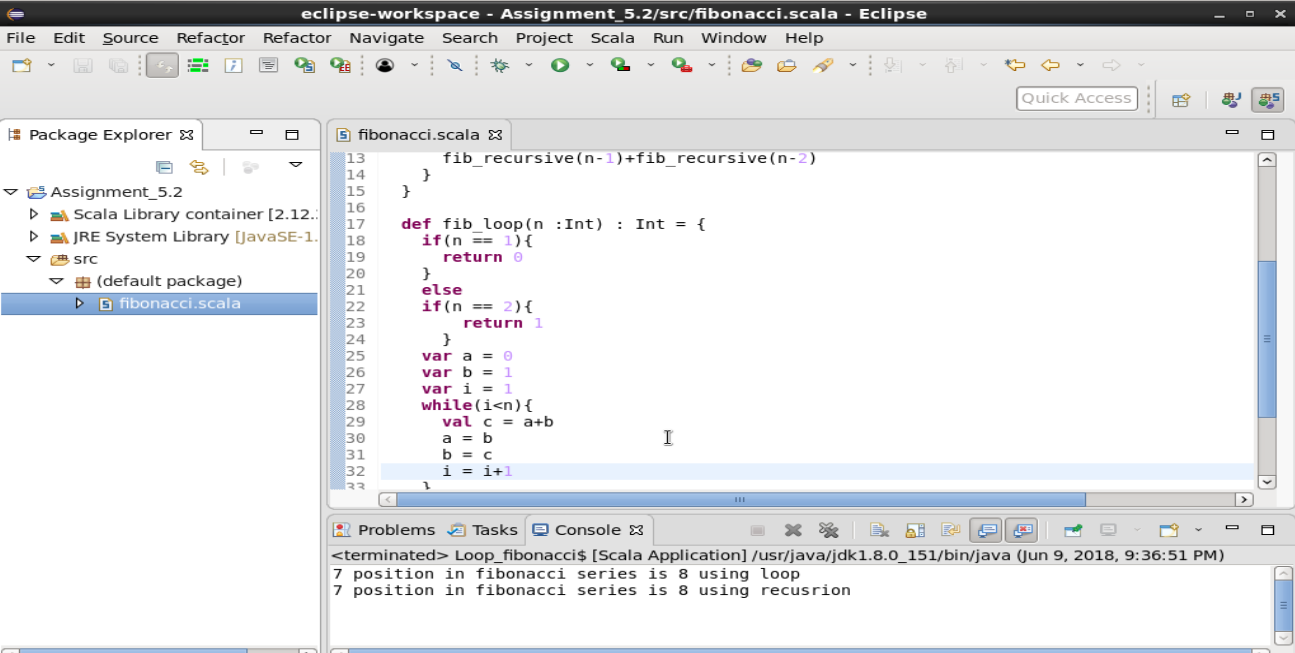 eclipse-workspace - Assignment_5.2/src/fibonacci.scala - Eclipse
File Edit Source Refactor Refactor Navigate Search Project Scala Run Window Help
Quick Access
Package Explorer
Assignment_5.2
Scala Library container [2.12.
JRE System Library [JavaSE-1.
src
(default package)
fibonacci.scala
fibonacci.scala
13 fib_recursive(n-1)+fib_recursive(n-2)
14 }
15 }
16
17 def fib_loop(n :Int) : Int = {
18 if(n == 1){
19 return 0
20 }
21 else
22 if(n == 2){
23 return 1
24 }
25 var a = 0
26 var b = 1
27 var i = 1
28 while(i<n){
29 val c = a+b
30 a = b
31 b = c
32 i = i+1
33 }
Problems Tasks Console
<terminated> Loop_fibonacci$ [Scala Application] /usr/java/jdk1.8.0_151/bin/java (Jun 9, 2018, 9:36:51 PM)
7 position in fibonacci series is 8 using loop
7 position in fibonacci series is 8 using recusrion